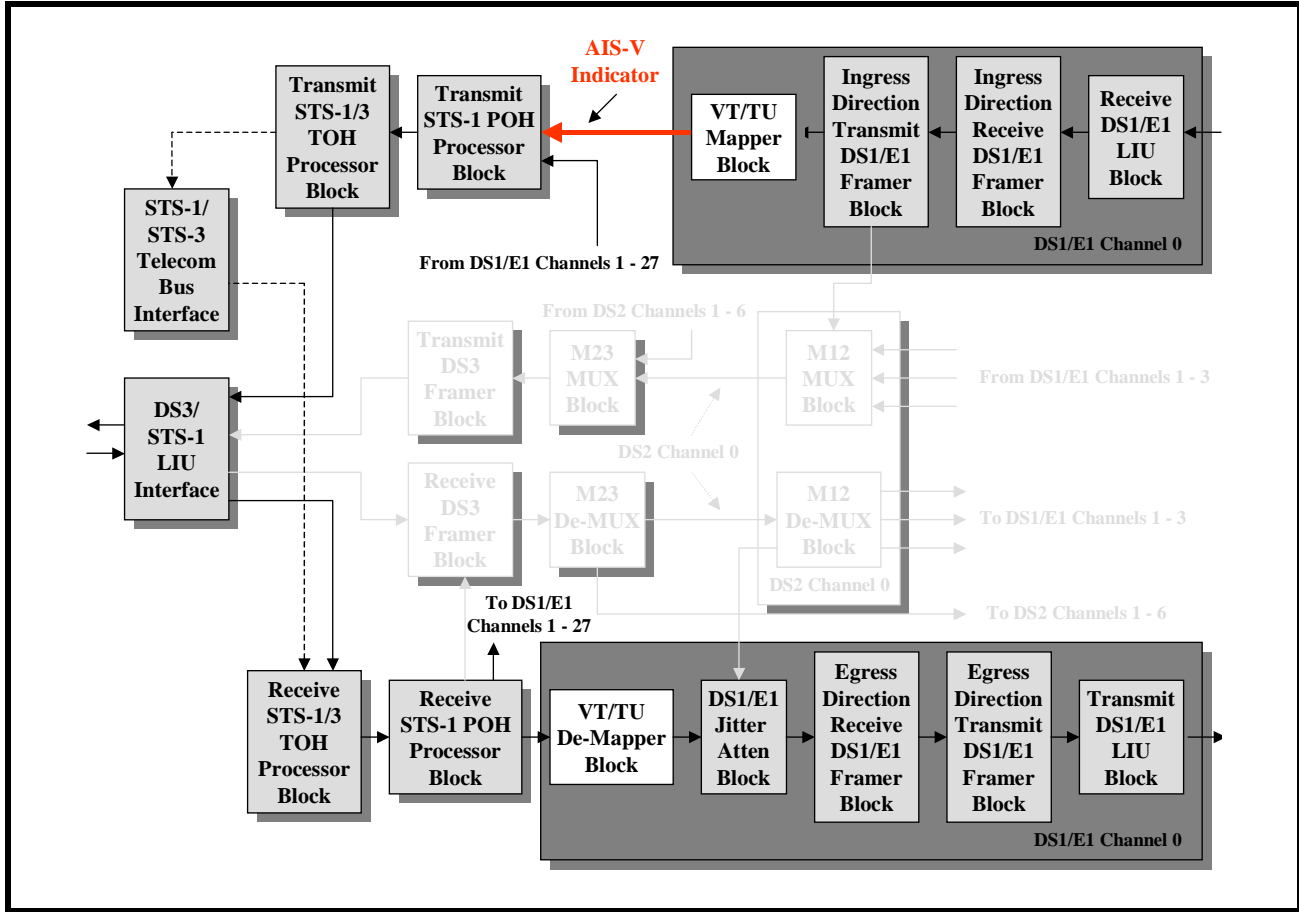 AIS-V
Indicator
Transmit
STS-1/3
TOH
Processor
Block
Transmit
STS-1 POH
Processor
Block
VT/TU
Mapper
Block
Ingress
Direction
Transmit
DS1/E1
Framer
Block
Ingress
Direction
Receive
DS1/E1
Framer
Block
Receive
DS1/E1
LIU
Block
DS1/E1 Channel 0
STS-1/
STS-3
Telecom
Bus
Interface
From DS1/E1 Channels 1 - 27
From DS2 Channels 1 - 6
Transmit
DS3
Framer
Block
M23
MUX
Block
M12
MUX
Block
From DS1/E1 Channels 1 - 3
DS3/
STS-1
LIU
Interface
DS2 Channel 0
Receive
DS3
Framer
Block
M23
De-MUX
Block
M12
De-MUX
Block
DS2 Channel 0
To DS1/E1 Channels 1 - 3
To DS2 Channels 1 - 6
To DS1/E1
Channels 1 - 27
Receive
STS-1/3
TOH
Processor
Block
Receive
STS-1 POH
Processor
Block
VT/TU
De-Mapper
Block
DS1/E1
Jitter
Atten
Block
Egress
Direction
Receive
DS1/E1
Framer
Block
Egress
Direction
Transmit
DS1/E1
Framer
Block
Transmit
DS1/E1
LIU
Block
DS1/E1 Channel 0